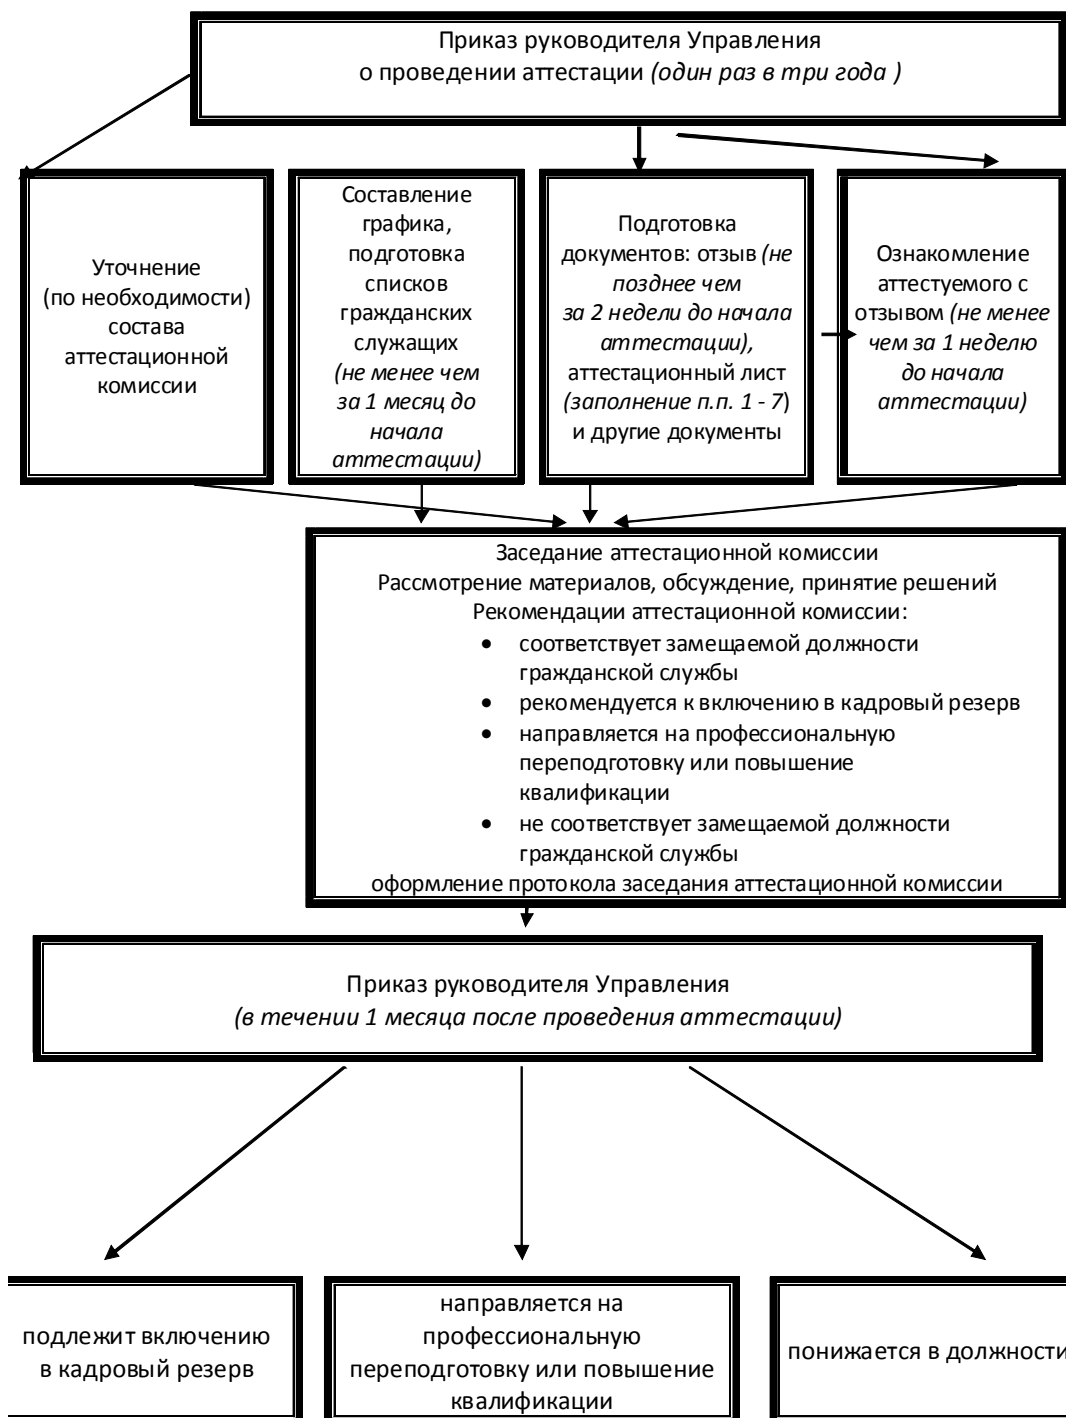 Приказ руководителя Управления
о проведении аттестации (один раз в три года )
Уточнение
(по необходимости)
состава
аттестационной
комиссии
Составление
графика,
подготовка
списков
гражданских
служащих
(не менее чем
за 1 месяц до
начала
аттестации)
Подготовка
документов: отзыв (не
позднее чем
за 2 недели до начала
аттестации),
аттестационный лист
(заполнение п.п. 1 - 7)
и другие документы
Ознакомление
аттестуемого с
отзывом (не менее
чем за 1 неделю
до начала
аттестации)
Заседание аттестационной комиссии
Рассмотрение материалов, обсуждение, принятие решений
Рекомендации аттестационной комиссии:
• соответствует замещаемой должности
гражданской службы
• рекомендуется к включению в кадровый резерв
• направляется на профессиональную
переподготовку или повышение
квалификации
• не соответствует замещаемой должности
гражданской службы
оформление протокола заседания аттестационной комиссии
Приказ руководителя Управления
(в течении 1 месяца после проведения аттестации)
подлежит включению
в кадровый резерв
направляется на
профессиональную
переподготовку или повышение
квалификации
понижается в должности